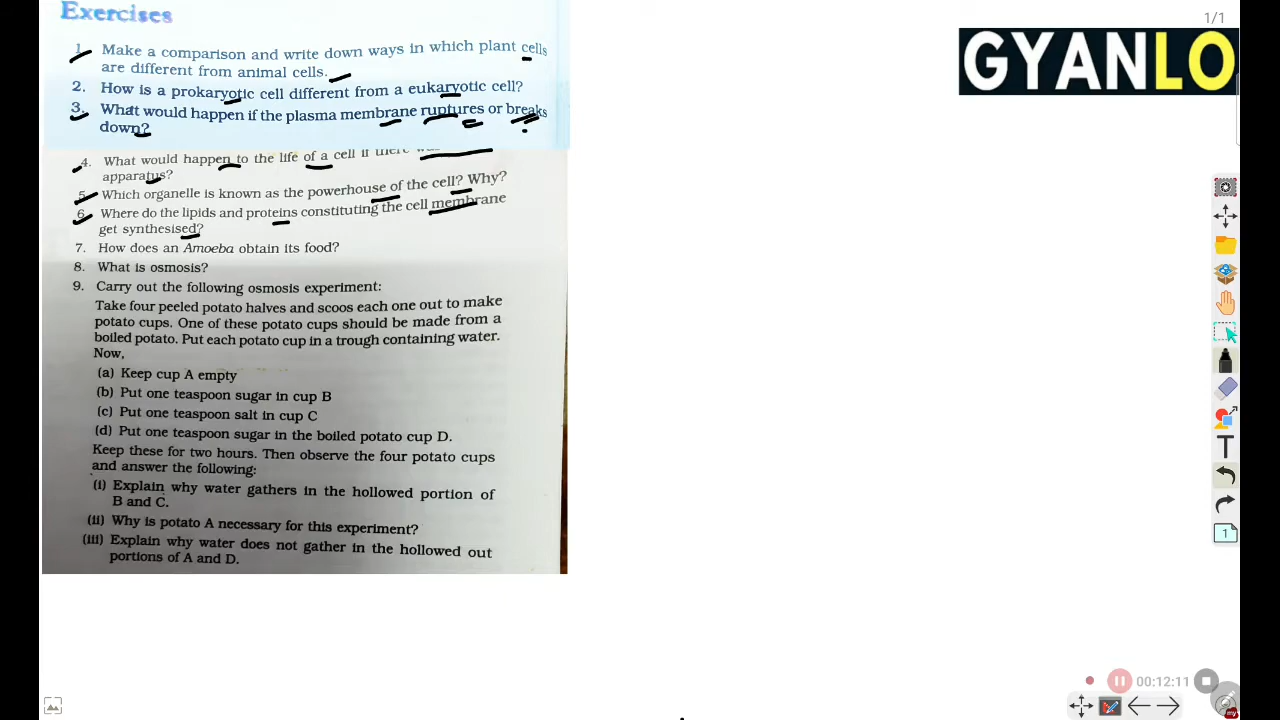 Exercises
1/1
GYANLO
1. Make a comparison and write down ways in which plant cells
are different from animal cells.
2. How is a prokaryotic cell different from a eukaryotic cell?
3. What would happen if the plasma membrane ruptures or breaks
down?
4. What would happen to the life of a cell if there
apparatus?
5. Which organelle is known as the powerhouse of the cell? Why?
6. Where do the lipids and proteins constituting the cell membrane
get synthesised?
7. How does an Amoeba obtain its food?
8. What is osmosis?
9. Carry out the following osmosis experiment:
Take four peeled potato halves and scoos each one out to make
potato cups. One of these potato cups should be made from a
boiled potato. Put each potato cup in a trough containing water.
Now,
(a) Keep cup A empty
(b) Put one teaspoon sugar in cup B
(c) Put one teaspoon salt in cup C
(d) Put one teaspoon sugar in the boiled potato cup D.
Keep these for two hours. Then observe the four potato cups
and answer the following:
(i) Explain why water gathers in the hollowed portion of
B and C.
(ii) Why is potato A necessary for this experiment?
(iii) Explain why water does not gather in the hollowed out
portions of A and D.
T
1
00:12:11